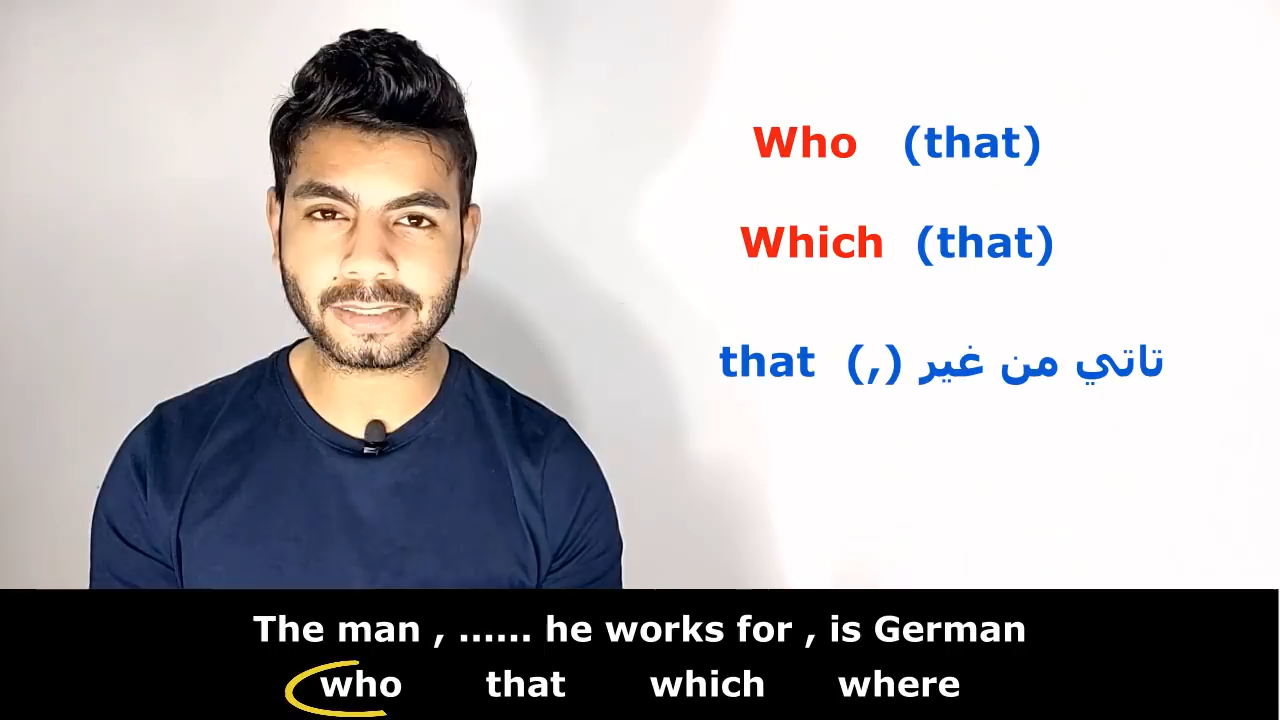 Who (that)
Which (that)
that (,) تاتي من غير
The man , ...... he works for , is German
who that which where